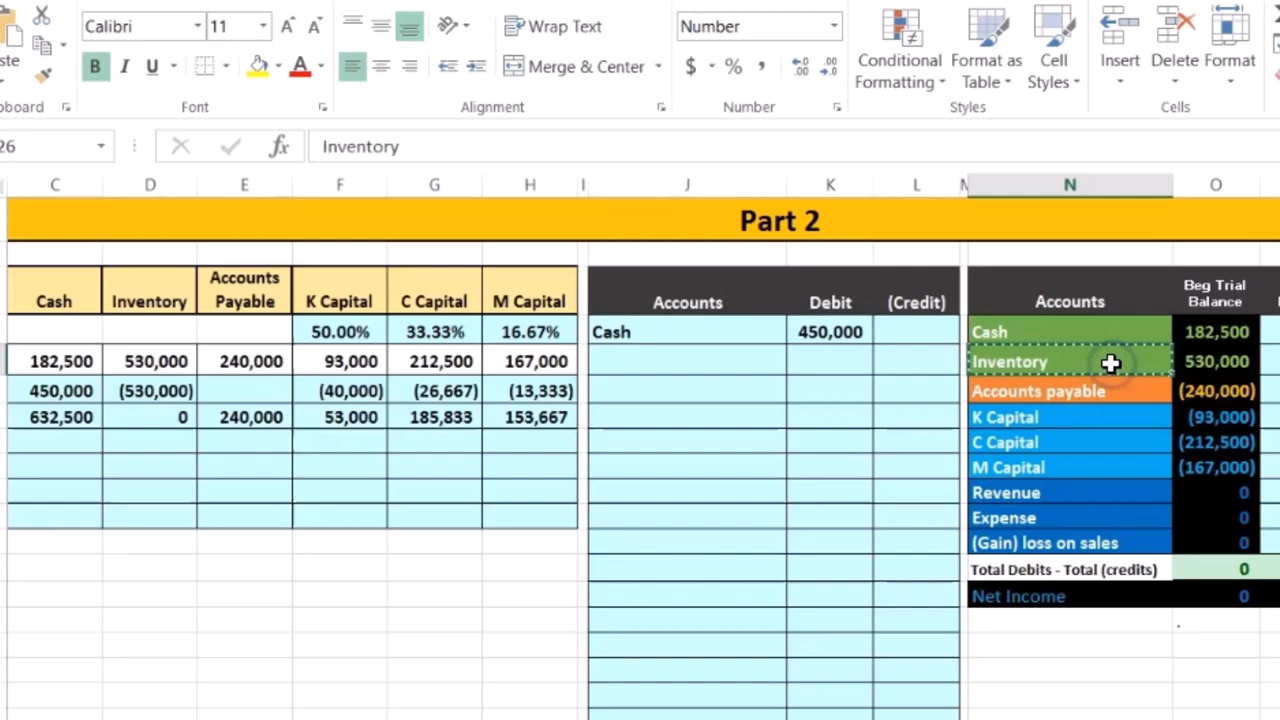 Calibri 11 Wrap Text Number
Conditional Formatting Format as Table Cell Styles Insert Delete Format
B I U Merge & Center $ % ,
Font Alignment Number Styles Cells
26 fx Inventory
C D E F G H I J K L N O
Part 2
Cash Inventory Accounts Payable K Capital C Capital M Capital
50.00% 33.33% 16.67%
182,500 530,000 240,000 93,000 212,500 167,000
450,000 (530,000) (40,000) (26,667) (13,333)
632,500 0 240,000 53,000 185,833 153,667
Accounts Debit (Credit)
Cash 450,000
Accounts Beg Trial Balance
Cash 182,500
Inventory 530,000
Accounts payable (240,000)
K Capital (93,000)
C Capital (212,500)
M Capital (167,000)
Revenue 0
Expense 0
(Gain) loss on sales 0
Total Debits - Total (credits) 0
Net Income 0